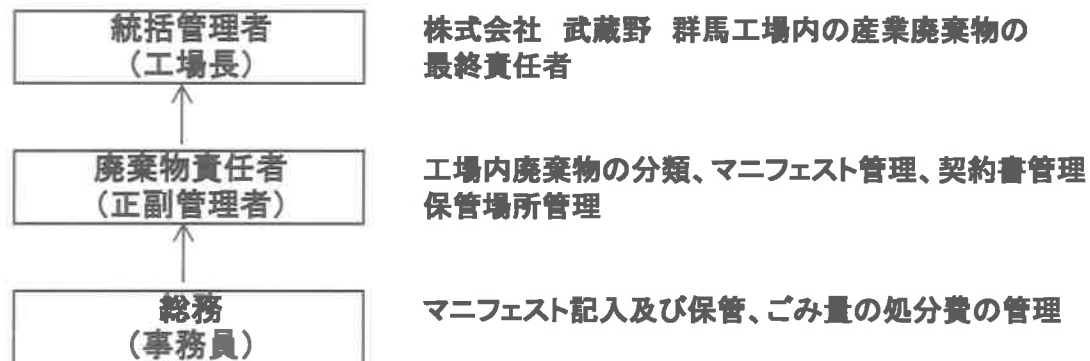 統括管理者
（工場長）
株式会社　武蔵野　群馬工場内の産業廃棄物の
最終責任者
廃棄物責任者
（正副管理者）
工場内廃棄物の分類、マニフェスト管理、契約書管理
保管場所管理
総務
（事務員）
マニフェスト記入及び保管、ごみ量の処分費の管理